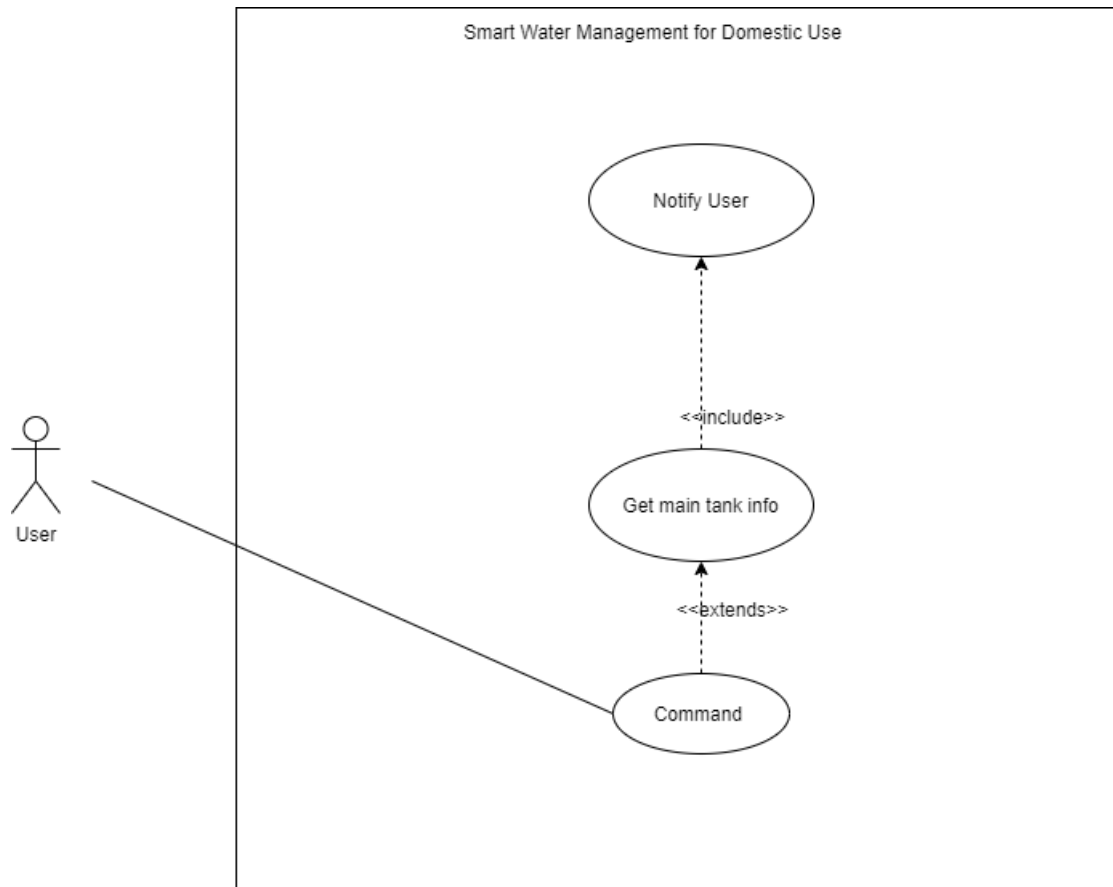 Smart Water Management for Domestic Use
Notify User
<<include>>
Get main tank info
User
<<extends>>
Command